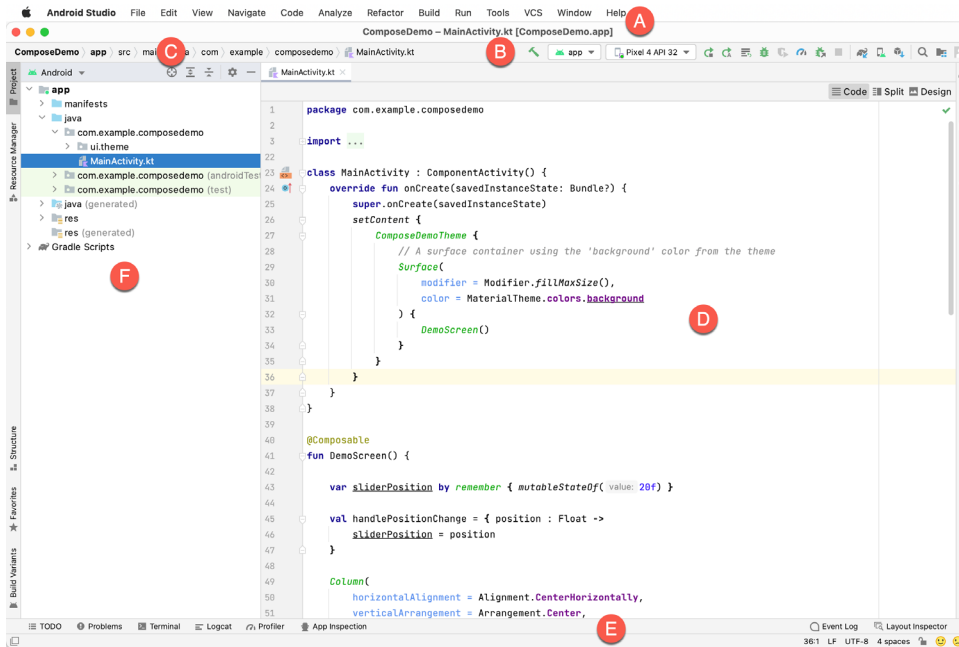 Android Studio File Edit View Navigate Code Analyze Refactor Build Run Tools VCS Window Help
A
ComposeDemo – MainActivity.kt [ComposeDemo.app]
ComposeDemo app src com example composedemo MainActivity.kt
C
B
app Pixel 4 API 32
Project
Android
MainActivity.kt
Code Split Design
app
manifests
java
com.example.composedemo
ui.theme
MainActivity.kt
com.example.composedemo (androidTest
com.example.composedemo (test)
java (generated)
res
res (generated)
Gradle Scripts
F
Resource Manager
Structure
Favorites
Build Variants
1 package com.example.composedemo
2
3 import ...
22
23 class MainActivity : ComponentActivity() {
24 override fun onCreate(savedInstanceState: Bundle?) {
25 super.onCreate(savedInstanceState)
26 setContent {
27 ComposeDemoTheme {
28 // A surface container using the 'background' color from the theme
29 Surface(
30 modifier = Modifier.fillMaxSize(),
31 color = MaterialTheme.colors.background
32 ) {
33 DemoScreen()
34 }
35 }
36 }
37 }
38 }
39
40 @Composable
41 fun DemoScreen() {
42
43 var sliderPosition by remember { mutableStateOf( value: 20f) }
44
45 val handlePositionChange = { position : Float ->
46 sliderPosition = position
47 }
48
49 Column(
50 horizontalAlignment = Alignment.CenterHorizontally,
51 verticalArrangement = Arrangement.Center,
D
TODO Problems Terminal Logcat Profiler App Inspection
E
Event Log Layout Inspector
36:1 LF UTF-8 4 spaces